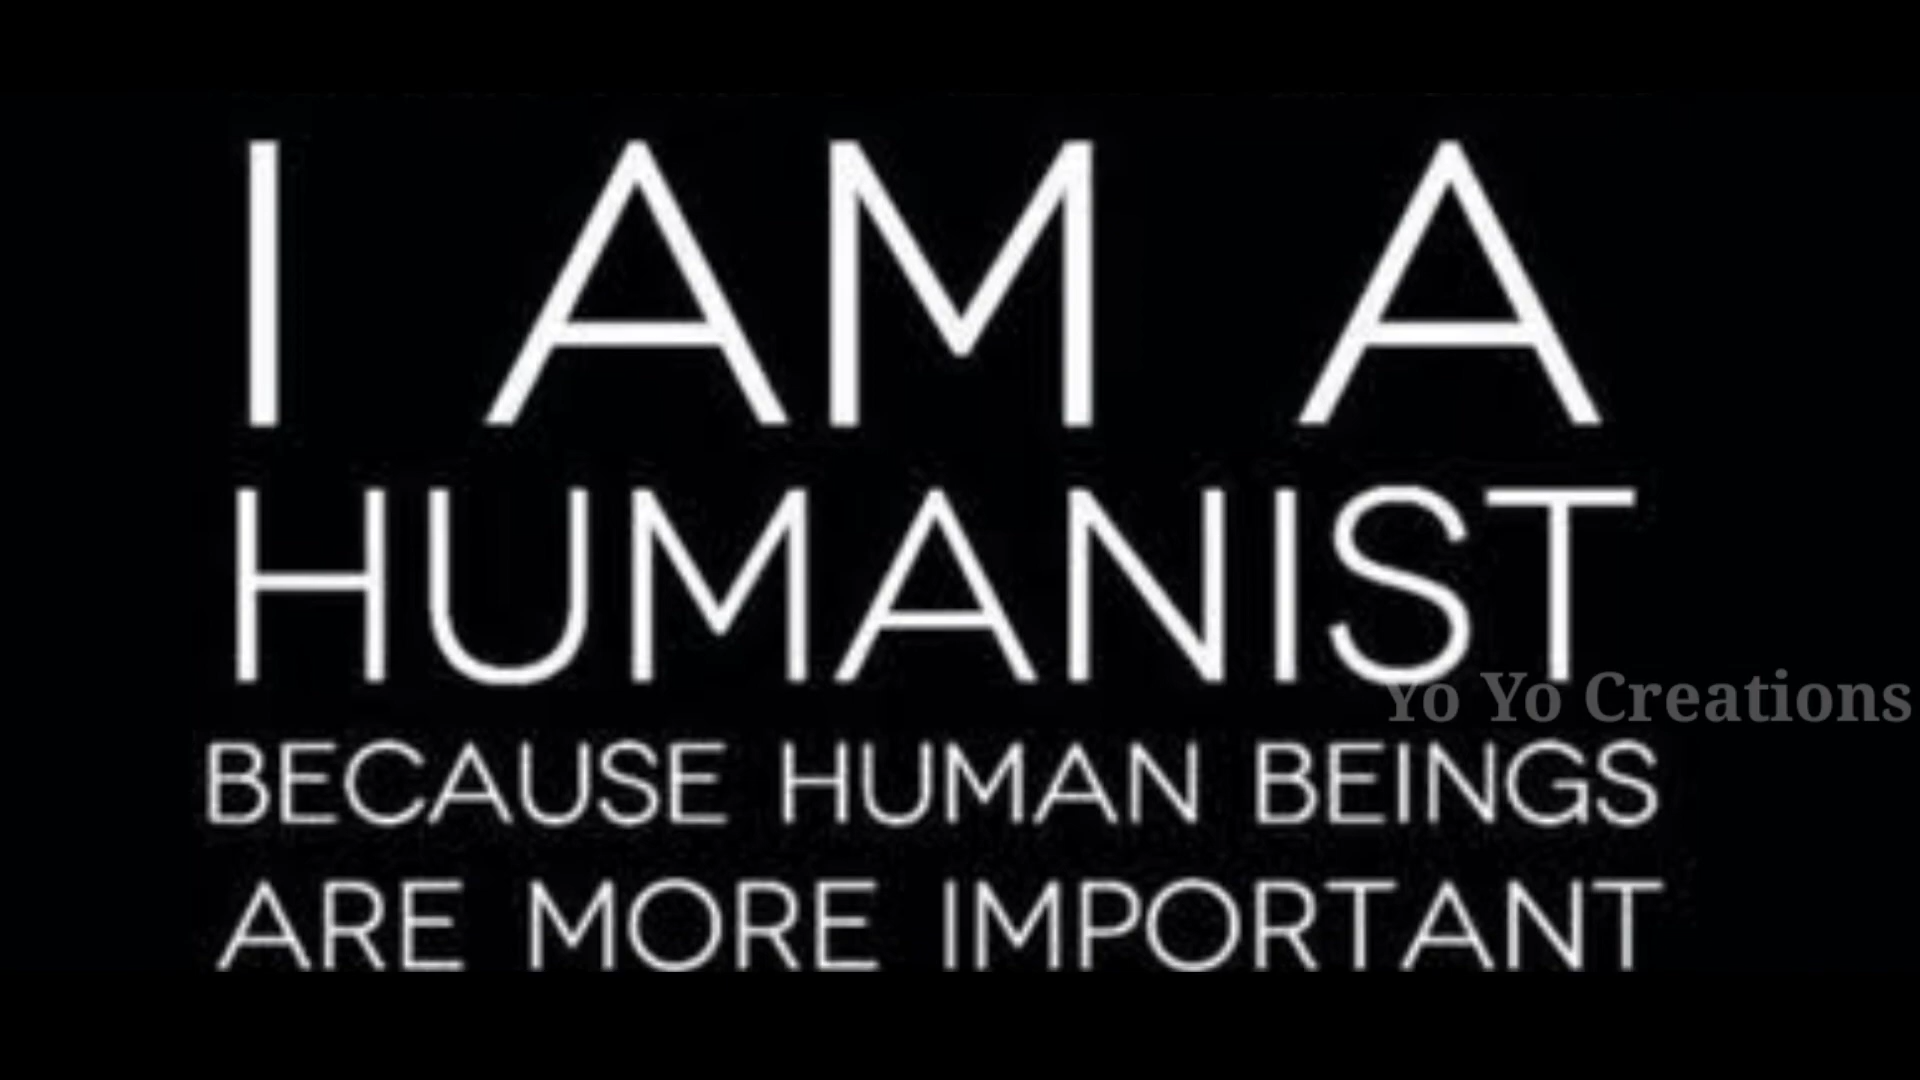 I AM A
HUMANIST
Yo Yo Creations
BECAUSE HUMAN BEINGS
ARE MORE IMPORTANT